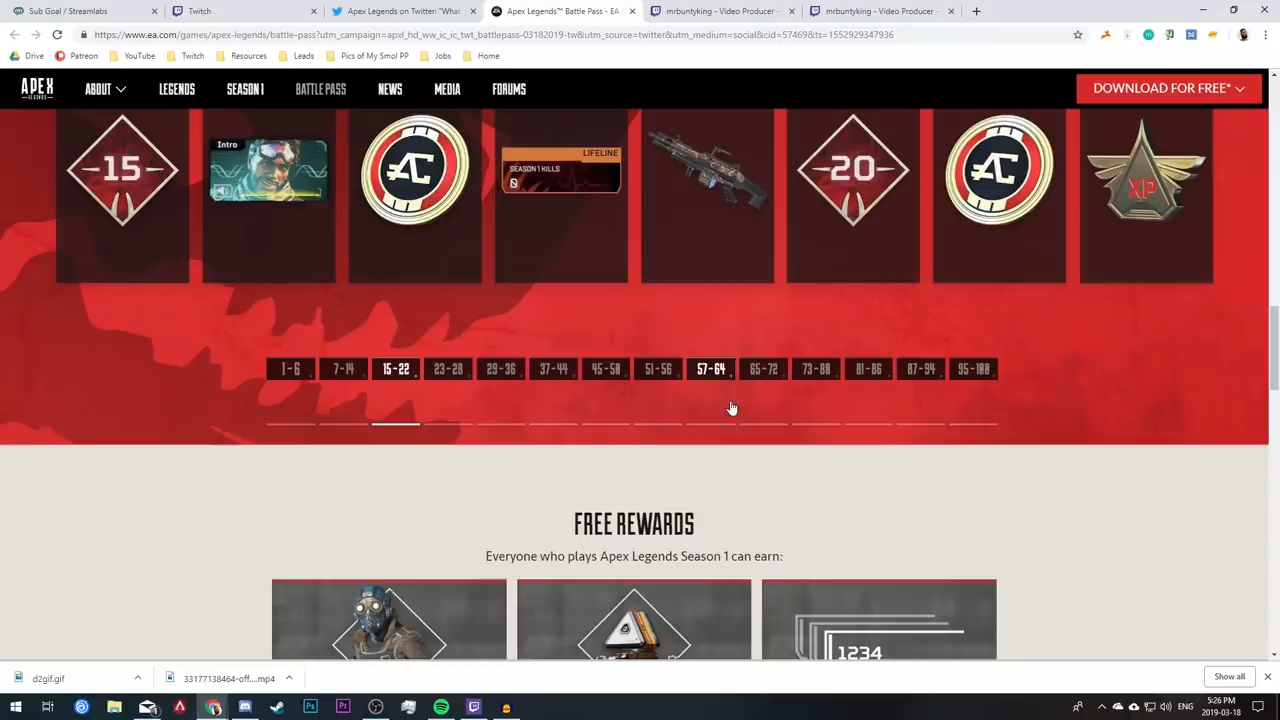 Sub Goal / Streamlabs
Twitch
Apex Legends on Twitter: "What
Apex Legends™ Battle Pass - EA
mrbuntyking - Video Producer -
mrbuntyking - Video Producer -
https://www.ea.com/games/apex-legends/battle-pass?utm_campaign=apxl_hd_ww_ic_ic_twt_battlepass-03182019-tw&utm_source=twitter&utm_medium=social&cid=57469&ts=1552929347936
Drive
Patreon
YouTube
Twitch
Resources
Leads
Pics of My Smol PP
Jobs
Home
APEX
LEGENDS
ABOUT
LEGENDS
SEASON 1
BATTLE PASS
NEWS
MEDIA
FORUMS
DOWNLOAD FOR FREE*
15
Intro
AC
LIFELINE
SEASON 1 KILLS
0
20
AC
XP
1-6
7-14
15-22
23-28
29-36
37-44
45-50
51-56
57-64
65-72
73-80
81-86
87-94
95-100
FREE REWARDS
Everyone who plays Apex Legends Season 1 can earn:
1234
d2gif.gif
33177138464-off....mp4
Show all
ENG
5:26 PM
2019-03-18